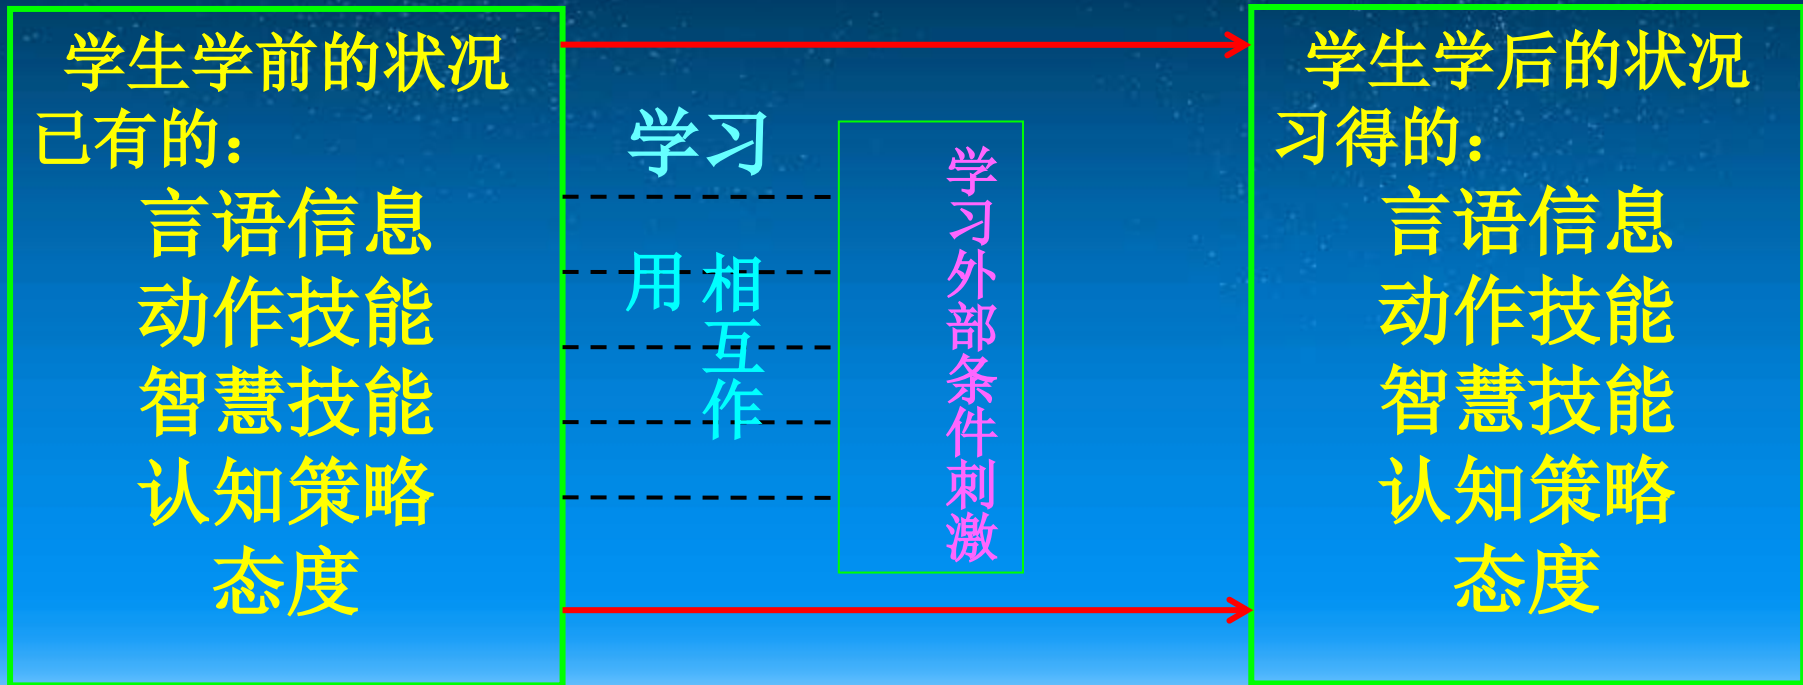 学生学前的状况
已有的：
言语信息
动作技能
智慧技能
认知策略
态度
学习
相互作
用
学习外部条件刺激
学生学后的状况
习得的：
言语信息
动作技能
智慧技能
认知策略
态度